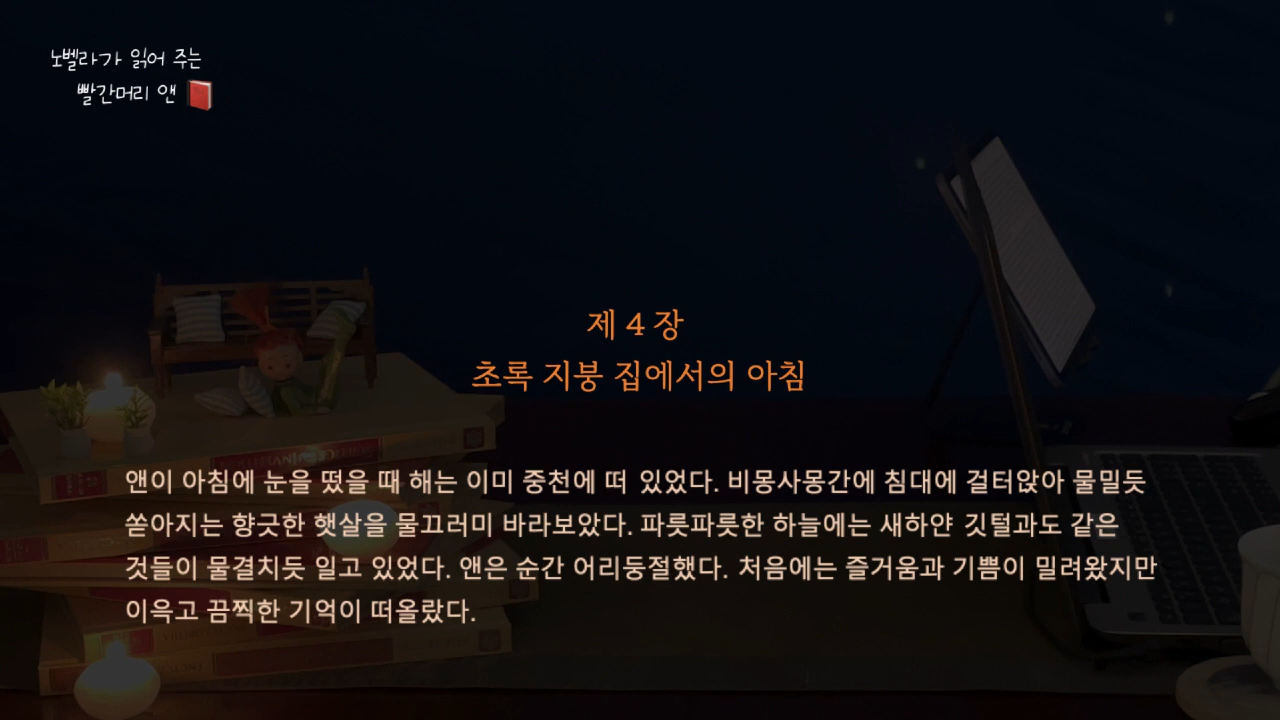 노벨라가 읽어 주는
빨간머리 앤
제 4 장
초록 지붕 집에서의 아침
앤이 아침에 눈을 떴을 때 해는 이미 중천에 떠 있었다. 비몽사몽간에 침대에 걸터앉아 물밀듯
쏟아지는 향긋한 햇살을 물끄러미 바라보았다. 파릇파릇한 하늘에는 새하얀 깃털과도 같은
것들이 물결치듯 일고 있었다. 앤은 순간 어리둥절했다. 처음에는 즐거움과 기쁨이 밀려왔지만
이윽고 끔찍한 기억이 떠올랐다.